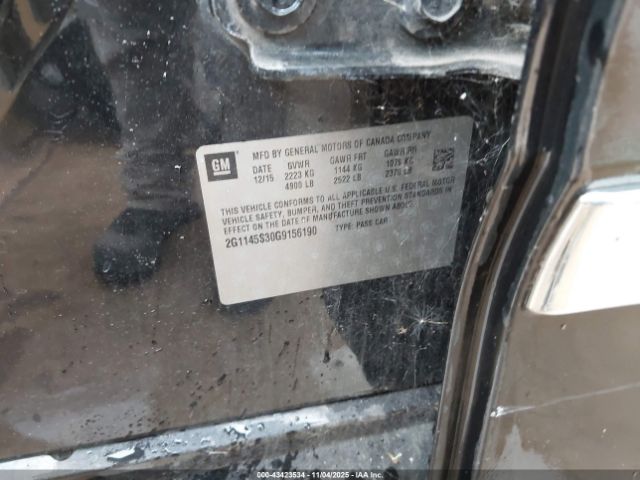 MFD BY GENERAL MOTORS OF CANADA COMPANY
GM
DATE GVWR GAWR FRT GAWR RR
12/15 2223 KG 1144 KG 1079 KG
4900 LB 2522 LB 2378 LB
THIS VEHICLE CONFORMS TO ALL APPLICABLE U.S. FEDERAL MOTOR
VEHICLE SAFETY, BUMPER, AND THEFT PREVENTION STANDARDS IN
EFFECT ON THE DATE OF MANUFACTURE SHOWN ABOVE.
2G1145S30G9156190 TYPE: PASS CAR
000-43423534 - 11/04/2025 - IAAI.COM